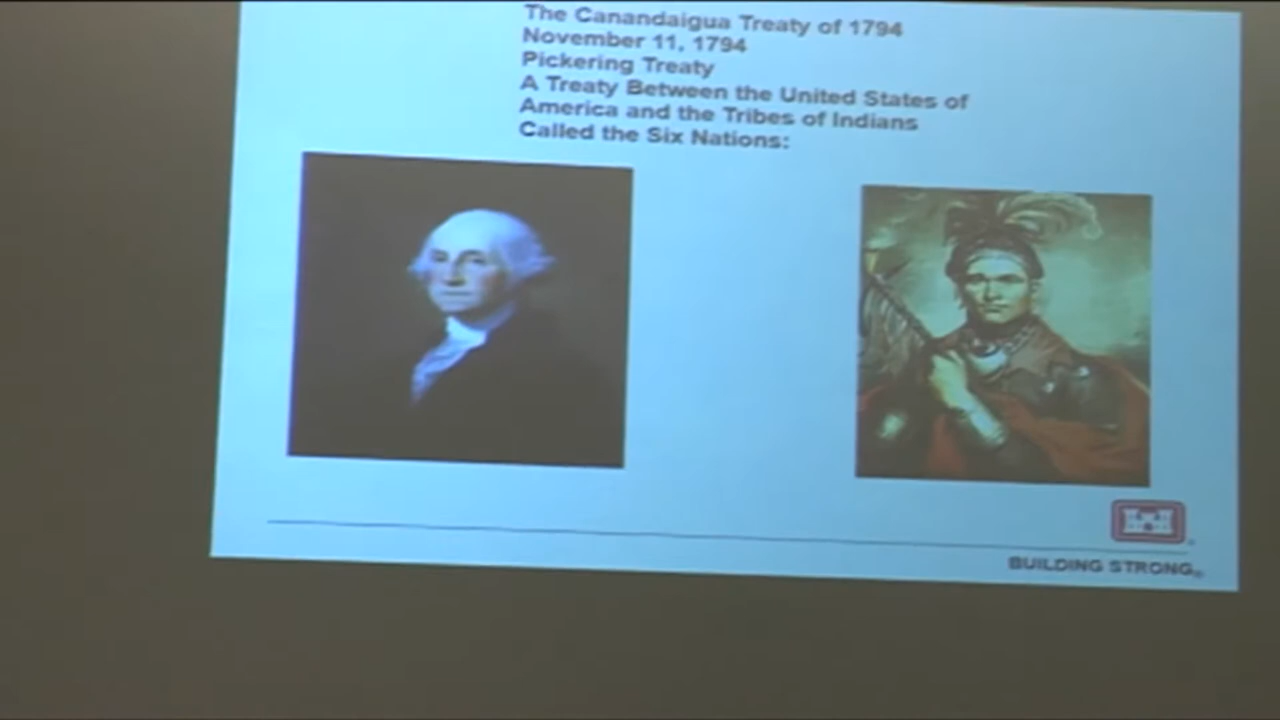 The Canandaigua Treaty of 1794
November 11, 1794
Pickering Treaty
A Treaty Between the United States of
America and the Tribes of Indians
Called the Six Nations:
BUILDING STRONG®